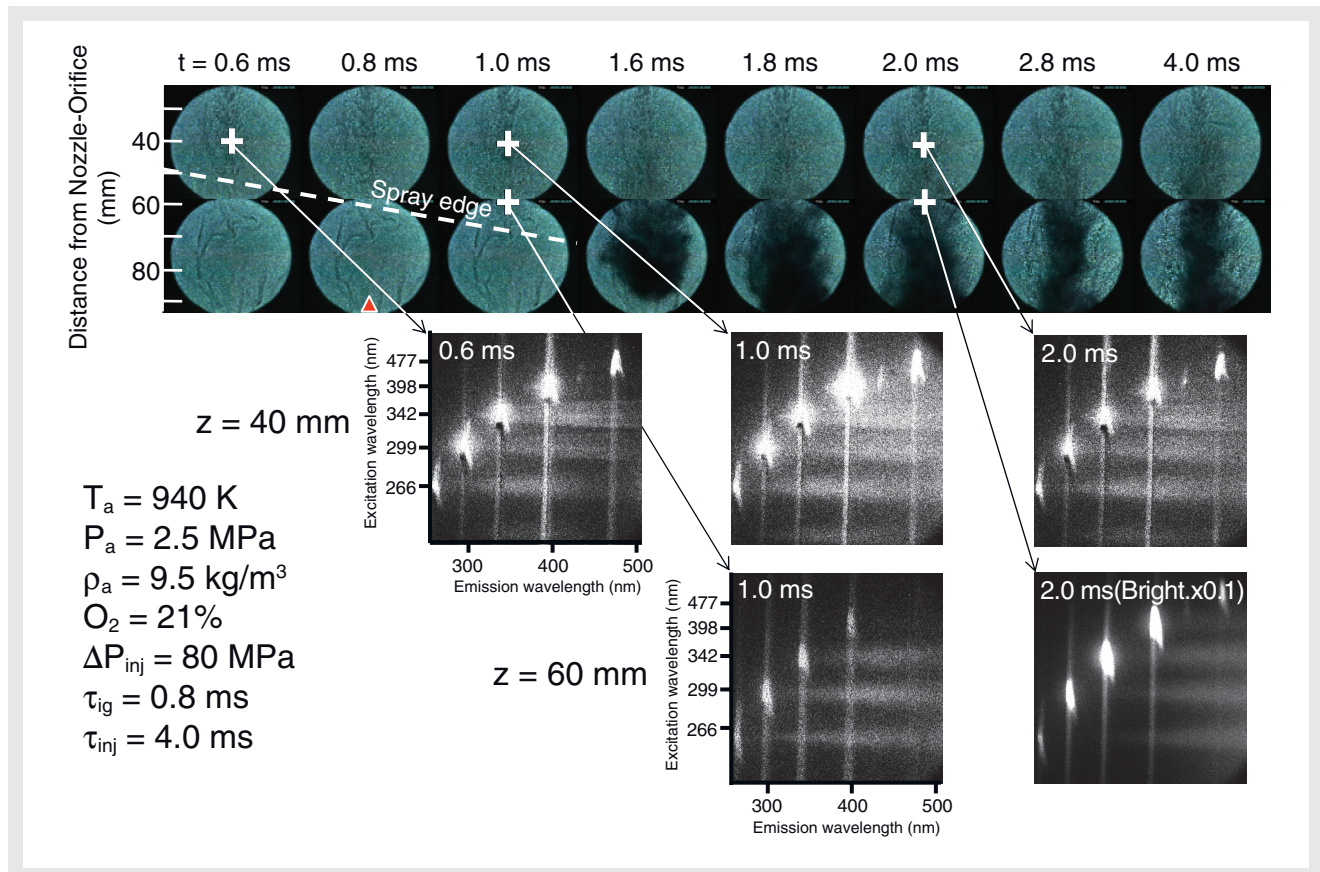 t = 0.6 ms 0.8 ms 1.0 ms 1.6 ms 1.8 ms 2.0 ms 2.8 ms 4.0 ms
Distance from Nozzle-Orifice
(mm)
40
60
80
Spray edge
z = 40 mm
Excitation wavelength (nm)
477
398
342
299
266
0.6 ms
300 400 500
Emission wavelength (nm)
1.0 ms
2.0 ms
Tₐ = 940 K
Pₐ = 2.5 MPa
ρₐ = 9.5 kg/m³
O₂ = 21%
ΔPinj = 80 MPa
τig = 0.8 ms
τinj = 4.0 ms
z = 60 mm
Excitation wavelength (nm)
477
398
342
299
266
1.0 ms
300 400 500
Emission wavelength (nm)
2.0 ms(Bright.x0.1)